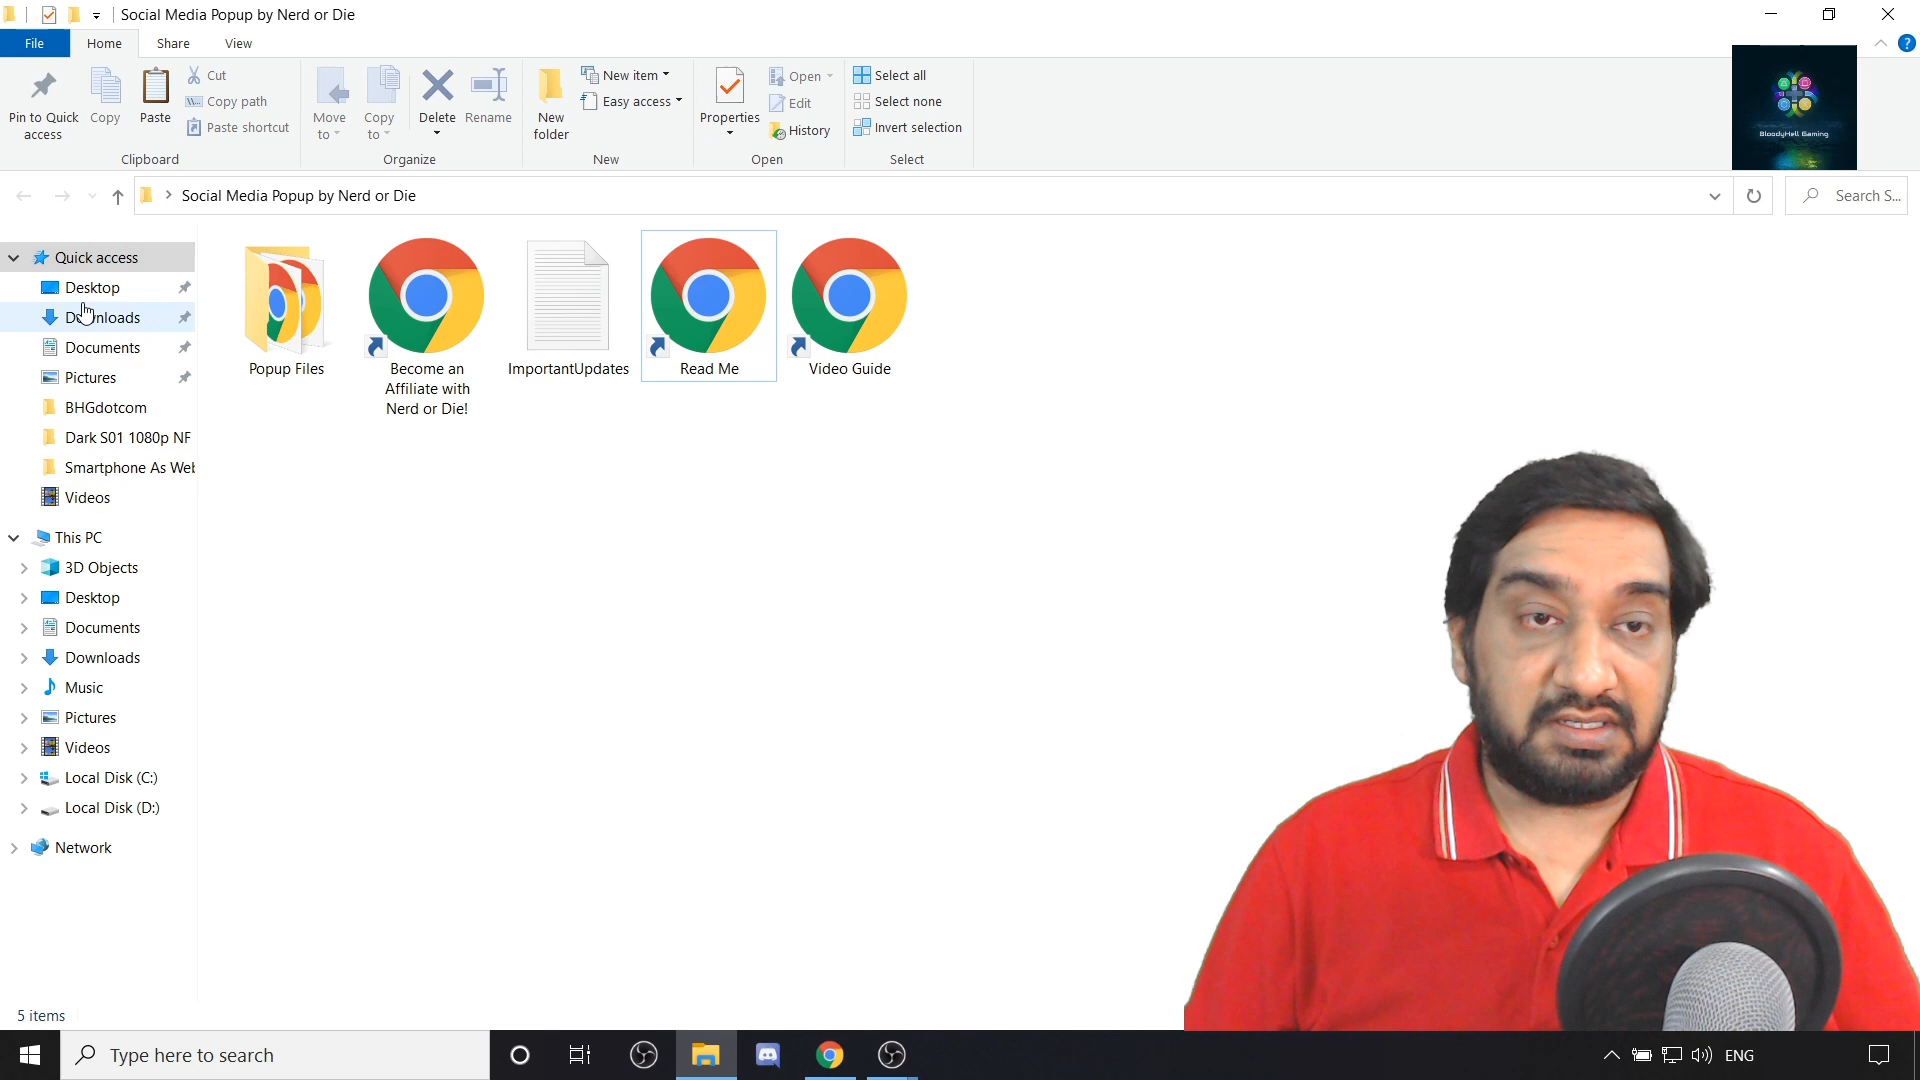 Social Media Popup by Nerd or Die
File Home Share View
Pin to Quick access
Copy
Paste
Cut
Copy path
Paste shortcut
Clipboard
Move to
Copy to
Delete
Rename
Organize
New folder
New item
Easy access
New
Properties
Open
Edit
History
Open
Select all
Select none
Invert selection
Select
BloodyHell Gaming
Social Media Popup by Nerd or Die
Search S...
Quick access
Desktop
Downloads
Documents
Pictures
BHGdotcom
Dark S01 1080p NF
Smartphone As Wel
Videos
This PC
3D Objects
Desktop
Documents
Downloads
Music
Pictures
Videos
Local Disk (C:)
Local Disk (D:)
Network
Popup Files
Become an
Affiliate with
Nerd or Die!
ImportantUpdates
Read Me
Video Guide
5 items
Type here to search
ENG